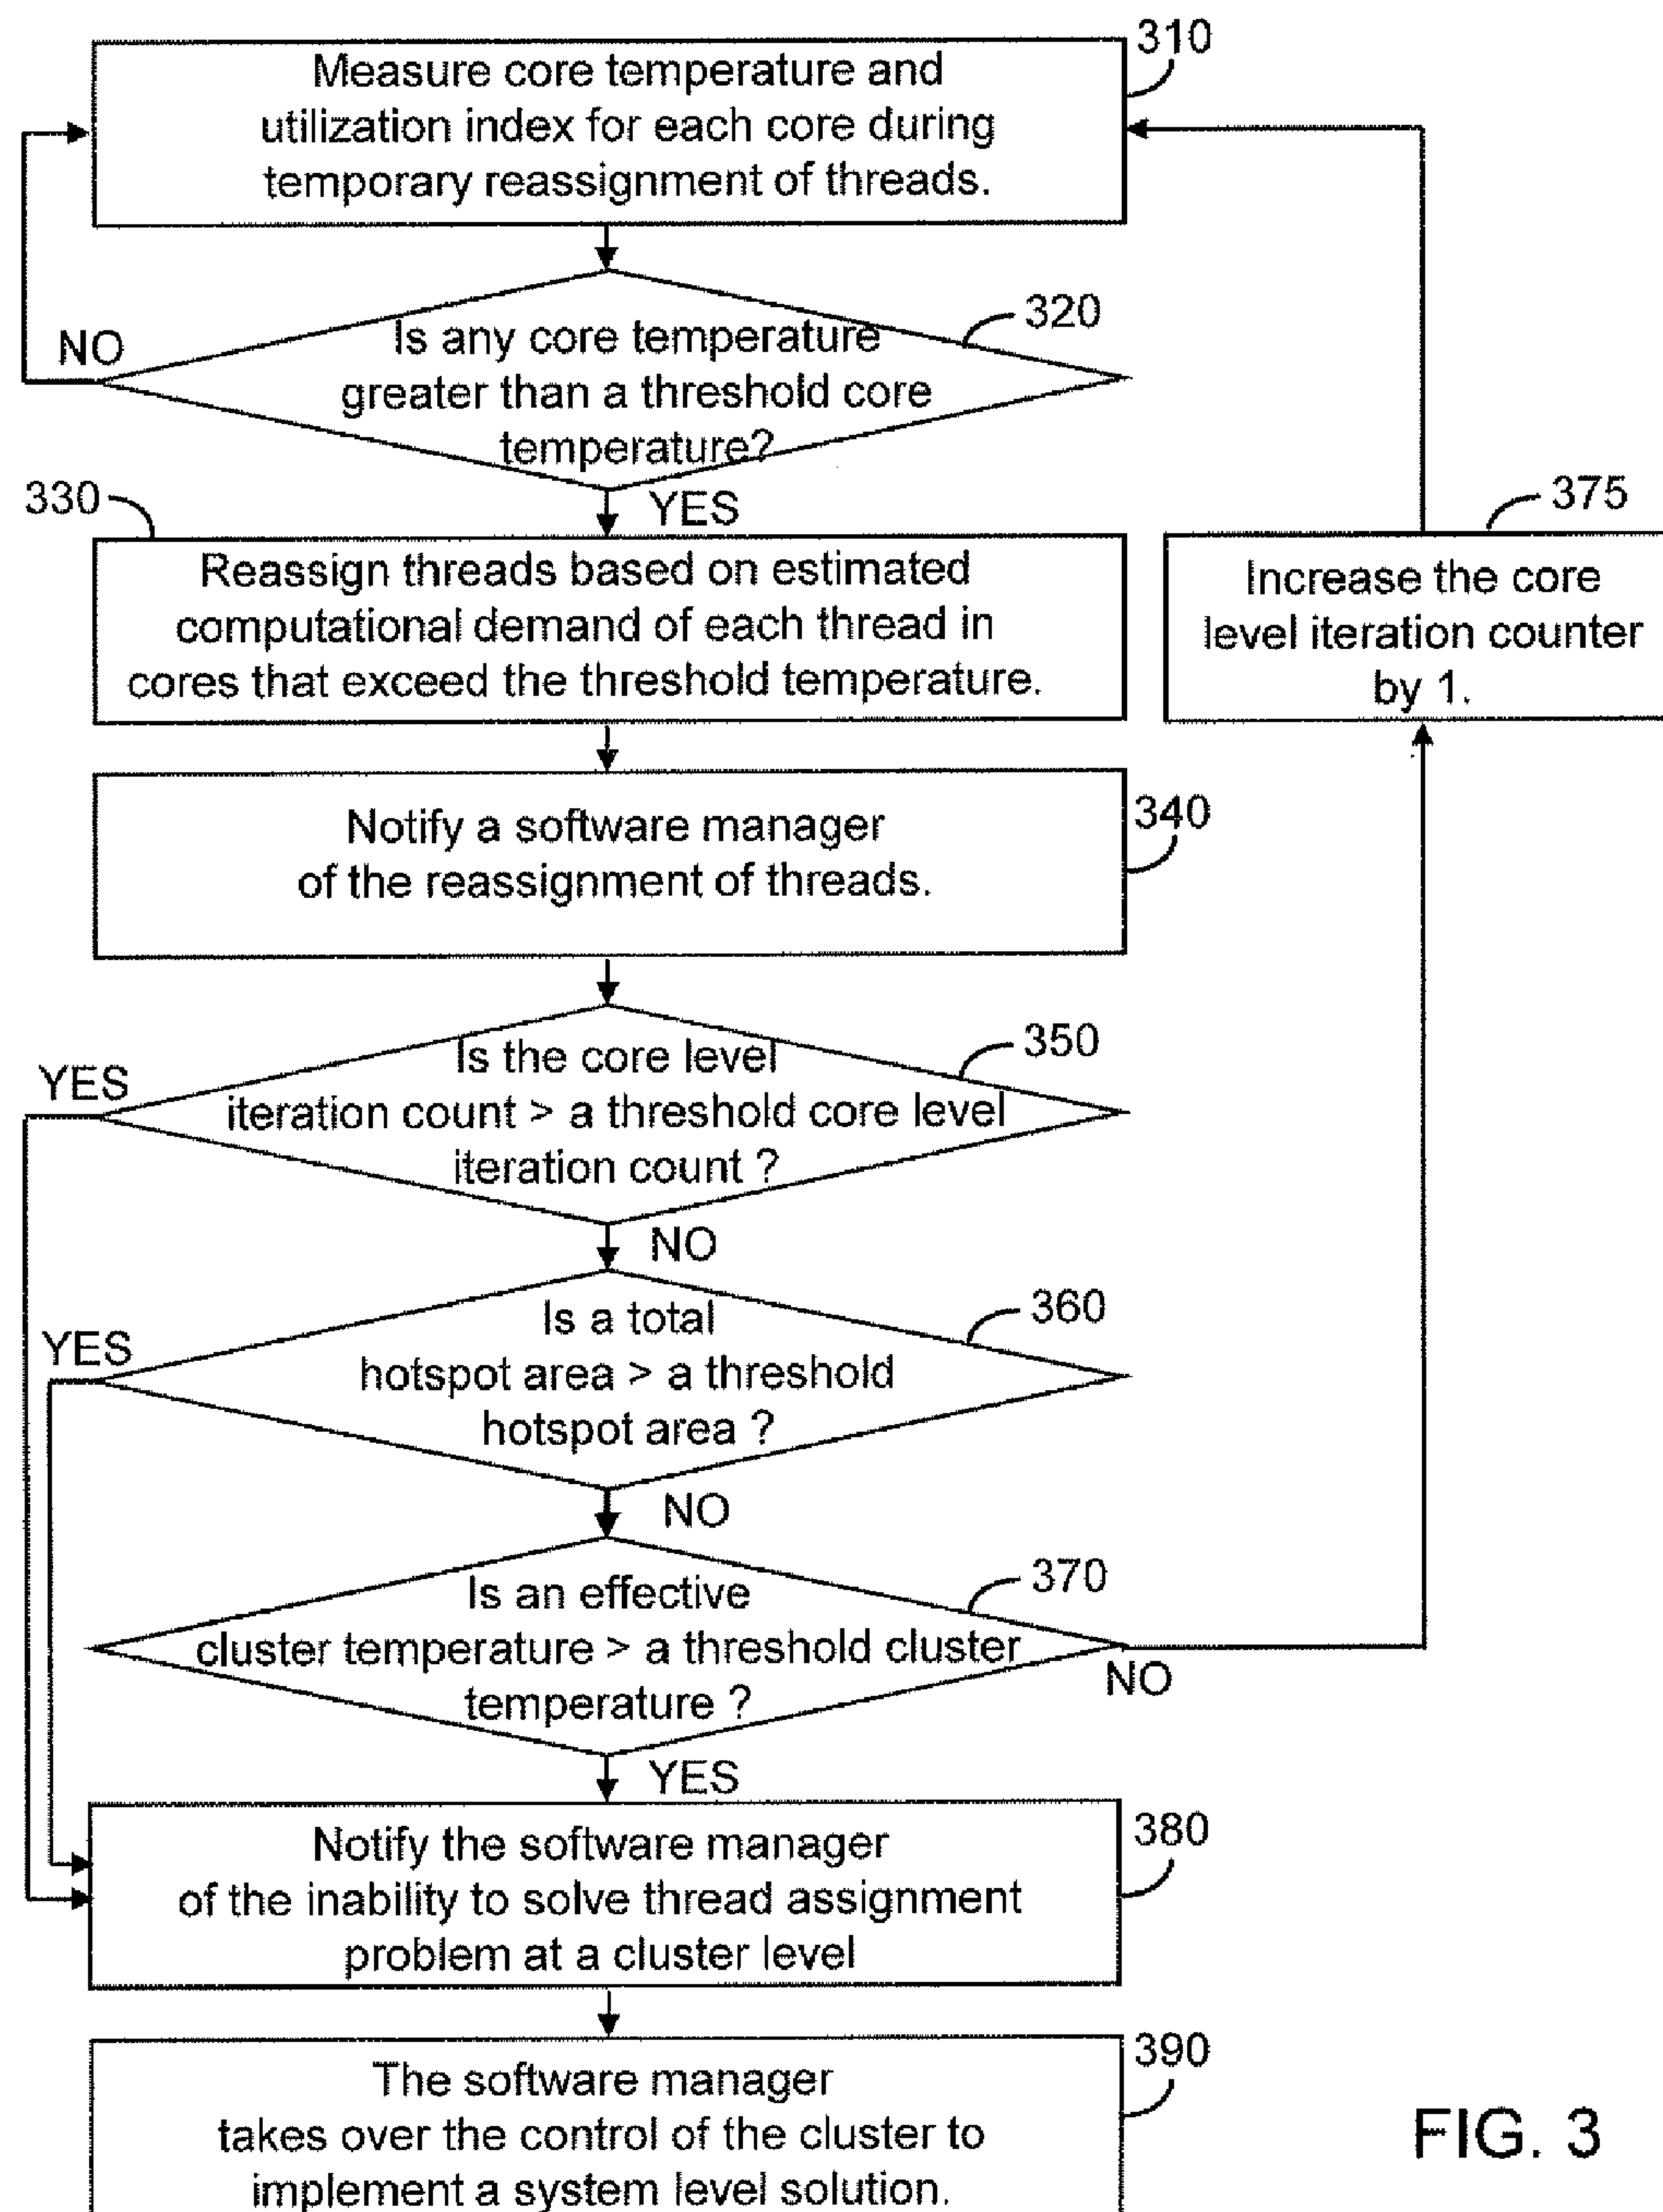 310
Measure core temperature and
utilization index for each core during
temporary reassignment of threads.
320
NO
Is any core temperature
greater than a threshold core
temperature?
YES
330
Reassign threads based on estimated
computational demand of each thread in
cores that exceed the threshold temperature.
375
Increase the core
level iteration counter
by 1.
340
Notify a software manager
of the reassignment of threads.
350
YES
Is the core level
iteration count > a threshold core level
iteration count ?
NO
360
YES
Is a total
hotspot area > a threshold
hotspot area ?
NO
370
Is an effective
cluster temperature > a threshold cluster
temperature ?
NO
YES
380
Notify the software manager
of the inability to solve thread assignment
problem at a cluster level
390
The software manager
takes over the control of the cluster to
implement a system level solution.
FIG. 3